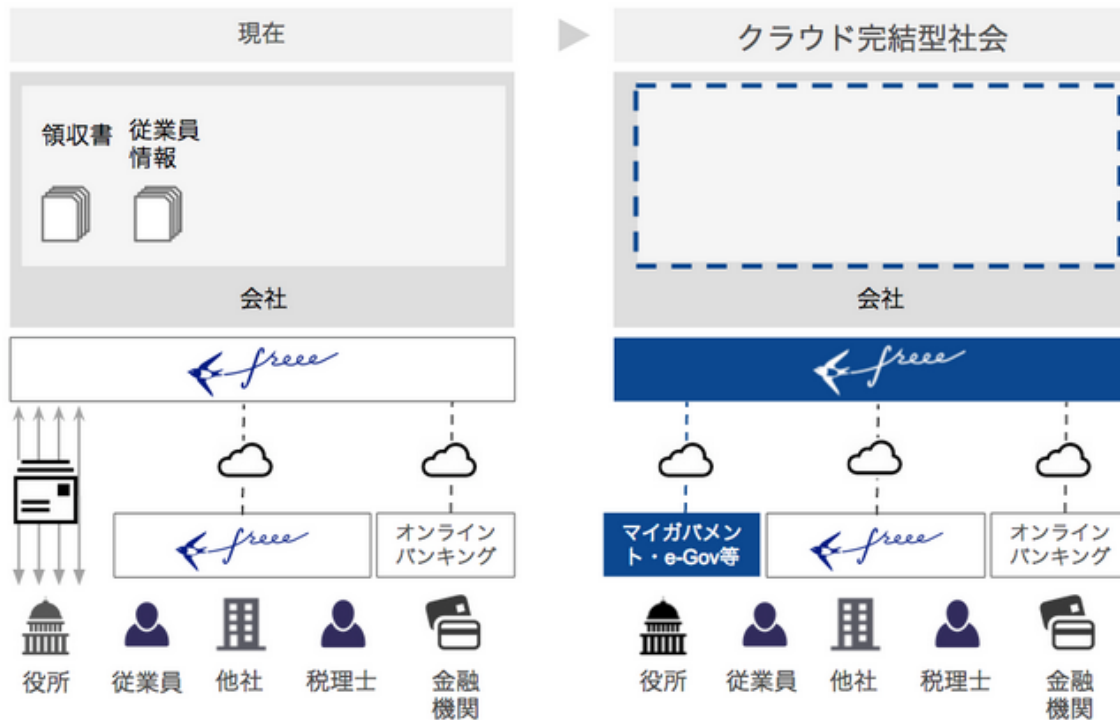 現在
クラウド完結型社会
領収書
従業員
情報
会社
会社
freee
freee
freee
オンライン
バンキング
マイガバメン
ト・e-Gov等
freee
オンライン
バンキング
役所
従業員
他社
税理士
金融
機関
役所
従業員
他社
税理士
金融
機関